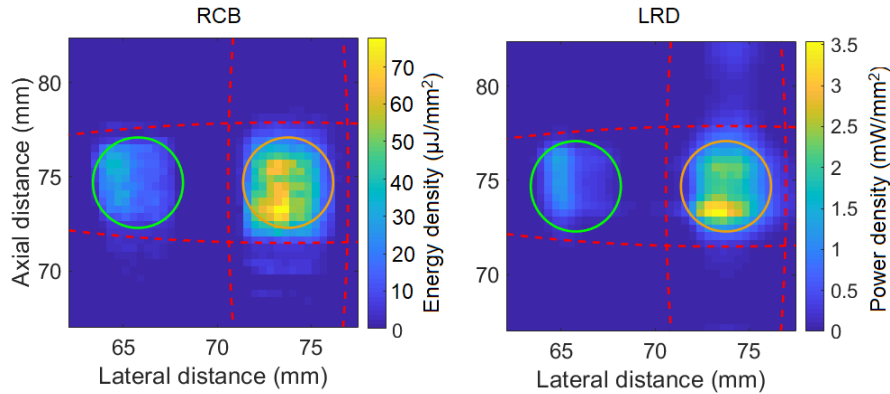 RCB
80
75
70
65 70 75
Lateral distance (mm)
Axial distance (mm)
70
60
50
40
30
20
10
0
Energy density (µJ/mm²)
LRD
80
75
70
65 70 75
Lateral distance (mm)
3.5
3
2.5
2
1.5
1
0.5
0
Power density (mW/mm²)